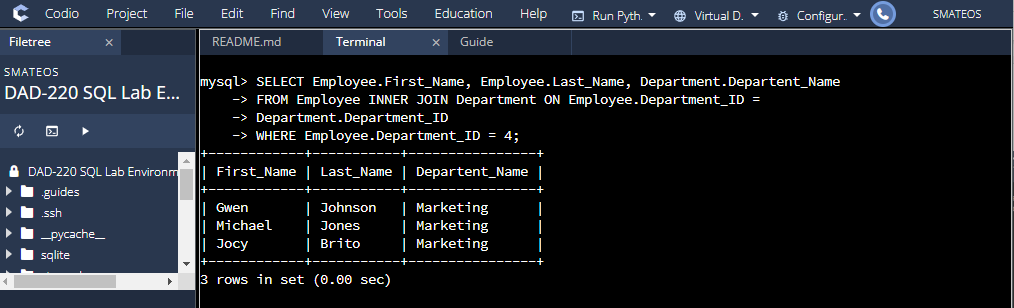 Codio Project File Edit Find View Tools Education Help Run Pyth. Virtual D. Configur. SMATEOS
Filetree × README.md Terminal × Guide
SMATEOS
DAD-220 SQL Lab E...
DAD-220 SQL Lab Environm
.guides
.ssh
__pycache__
sqlite
mysql> SELECT Employee.First_Name, Employee.Last_Name, Department.Departent_Name
-> FROM Employee INNER JOIN Department ON Employee.Department_ID =
-> Department.Department_ID
-> WHERE Employee.Department_ID = 4;
+------------+-----------+----------------+
| First_Name | Last_Name | Departent_Name |
+------------+-----------+----------------+
| Gwen | Johnson | Marketing |
| Michael | Jones | Marketing |
| Jocy | Brito | Marketing |
+------------+-----------+----------------+
3 rows in set (0.00 sec)